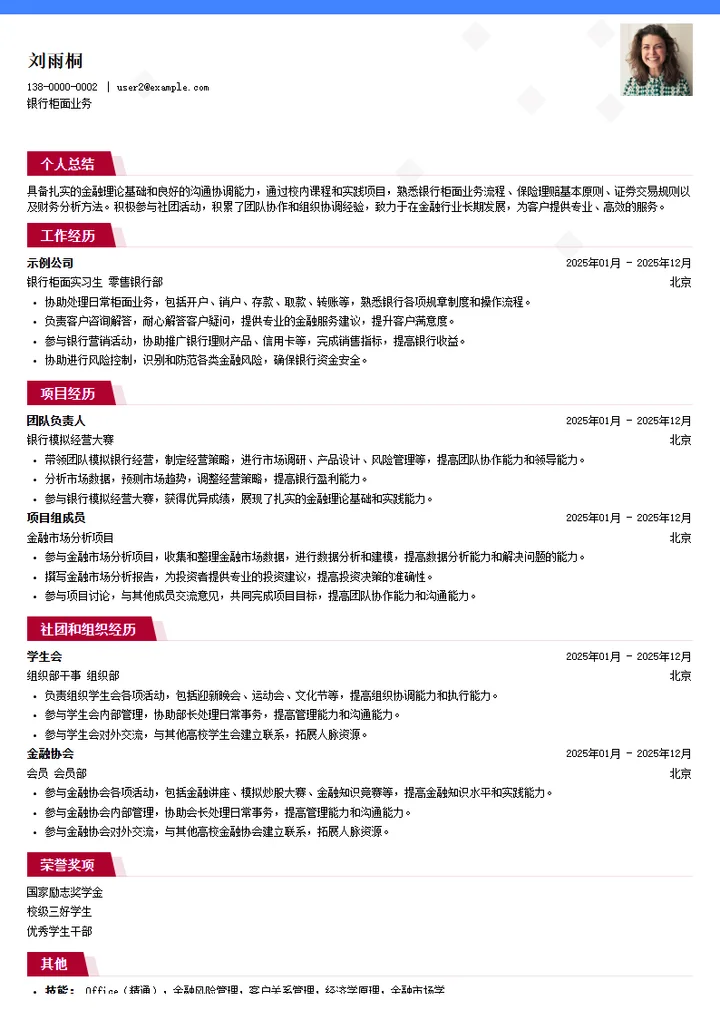 刘雨桐
138-0000-0002 | user2@example.com
银行柜面业务
个人总结
具备扎实的金融理论基础和良好的沟通协调能力，通过校内课程和实践项目，熟悉银行柜面业务流程、保险理赔基本原则、证券交易规则以
及财务分析方法。积极参与社团活动，积累了团队协作和组织协调经验，致力于在金融行业长期发展，为客户提供专业、高效的服务。
工作经历
示例公司 2025年01月 - 2025年12月
银行柜面实习生 零售银行部 北京
• 协助处理日常柜面业务，包括开户、销户、存款、取款、转账等，熟悉银行各项规章制度和操作流程。
• 负责客户咨询解答，耐心解答客户疑问，提供专业的金融服务建议，提升客户满意度。
• 参与银行营销活动，协助推广银行理财产品、信用卡等，完成销售指标，提高银行收益。
• 协助进行风险控制，识别和防范各类金融风险，确保银行资金安全。
项目经历
团队负责人 2025年01月 - 2025年12月
银行模拟经营大赛 北京
• 带领团队模拟银行经营，制定经营策略，进行市场调研、产品设计、风险管理等，提高团队协作能力和领导能力。
• 分析市场数据，预测市场趋势，调整经营策略，提高银行盈利能力。
• 参与银行模拟经营大赛，获得优异成绩，展现了扎实的金融理论基础和实践能力。
项目组成员 2025年01月 - 2025年12月
金融市场分析项目 北京
• 参与金融市场分析项目，收集和整理金融市场数据，进行数据分析和建模，提高数据分析能力和解决问题的能力。
• 撰写金融市场分析报告，为投资者提供专业的投资建议，提高投资决策的准确性。
• 参与项目讨论，与其他成员交流意见，共同完成项目目标，提高团队协作能力和沟通能力。
社团和组织经历
学生会 2025年01月 - 2025年12月
组织部干事 组织部 北京
• 负责组织学生会各项活动，包括迎新晚会、运动会、文化节等，提高组织协调能力和执行能力。
• 参与学生会内部管理，协助部长处理日常事务，提高管理能力和沟通能力。
• 参与学生会对外交流，与其他高校学生会建立联系，拓展人脉资源。
金融协会 2025年01月 - 2025年12月
会员 会员部 北京
• 参与金融协会各项活动，包括金融讲座、模拟炒股大赛、金融知识竞赛等，提高金融知识水平和实践能力。
• 参与金融协会内部管理，协助会长处理日常事务，提高管理能力和沟通能力。
• 参与金融协会对外交流，与其他高校金融协会建立联系，拓展人脉资源。
荣誉奖项
国家励志奖学金
校级三好学生
优秀学生干部
其他
• 技能： Office（精通），金融风险管理，客户关系管理，经济学原理，金融市场学